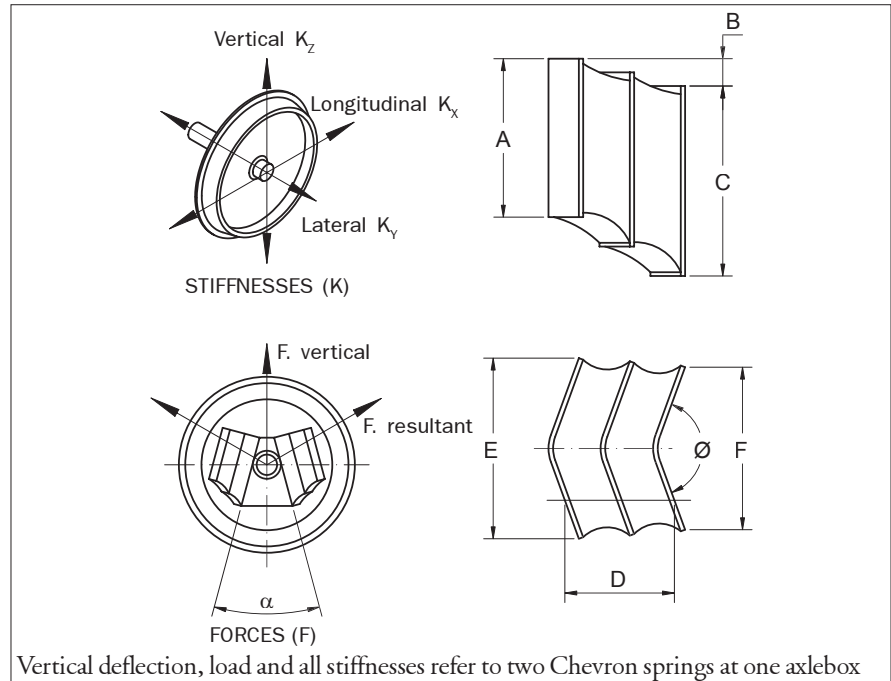 Vertical K_Z
Longitudinal K_X
Lateral K_Y
STIFFNESSES (K)
B
A
C
F. vertical
F. resultant
α
FORCES (F)
E
Ø
F
D
Vertical deflection, load and all stiffnesses refer to two Chevron springs at one axlebox